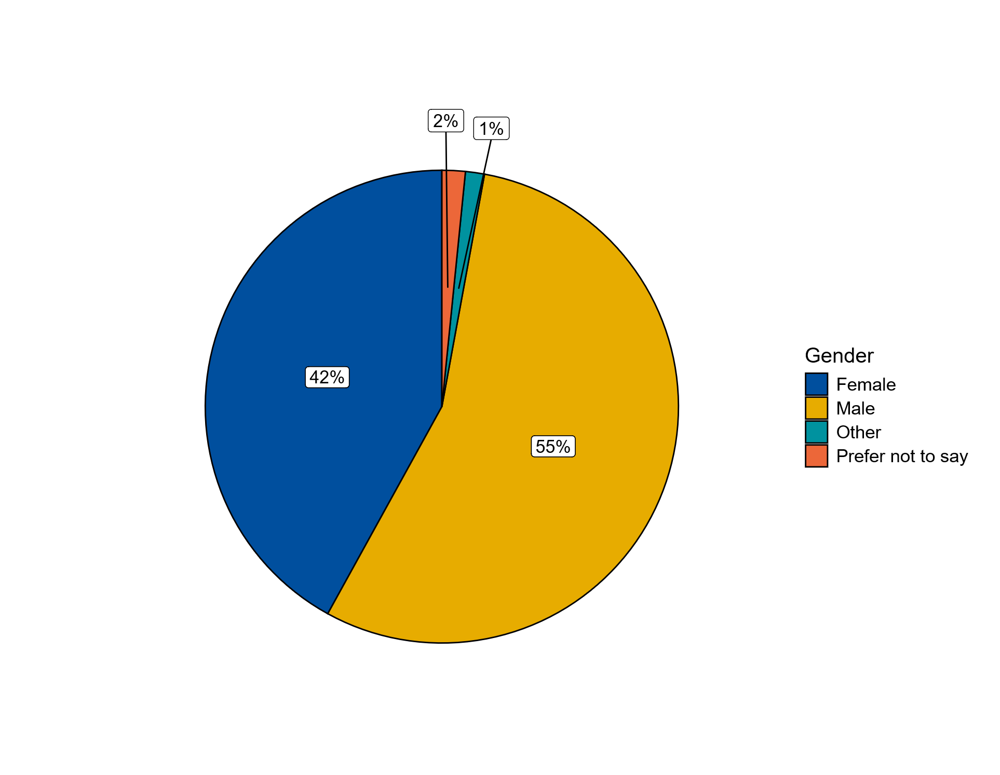 2%
1%
42%
55%
Gender
Female
Male
Other
Prefer not to say